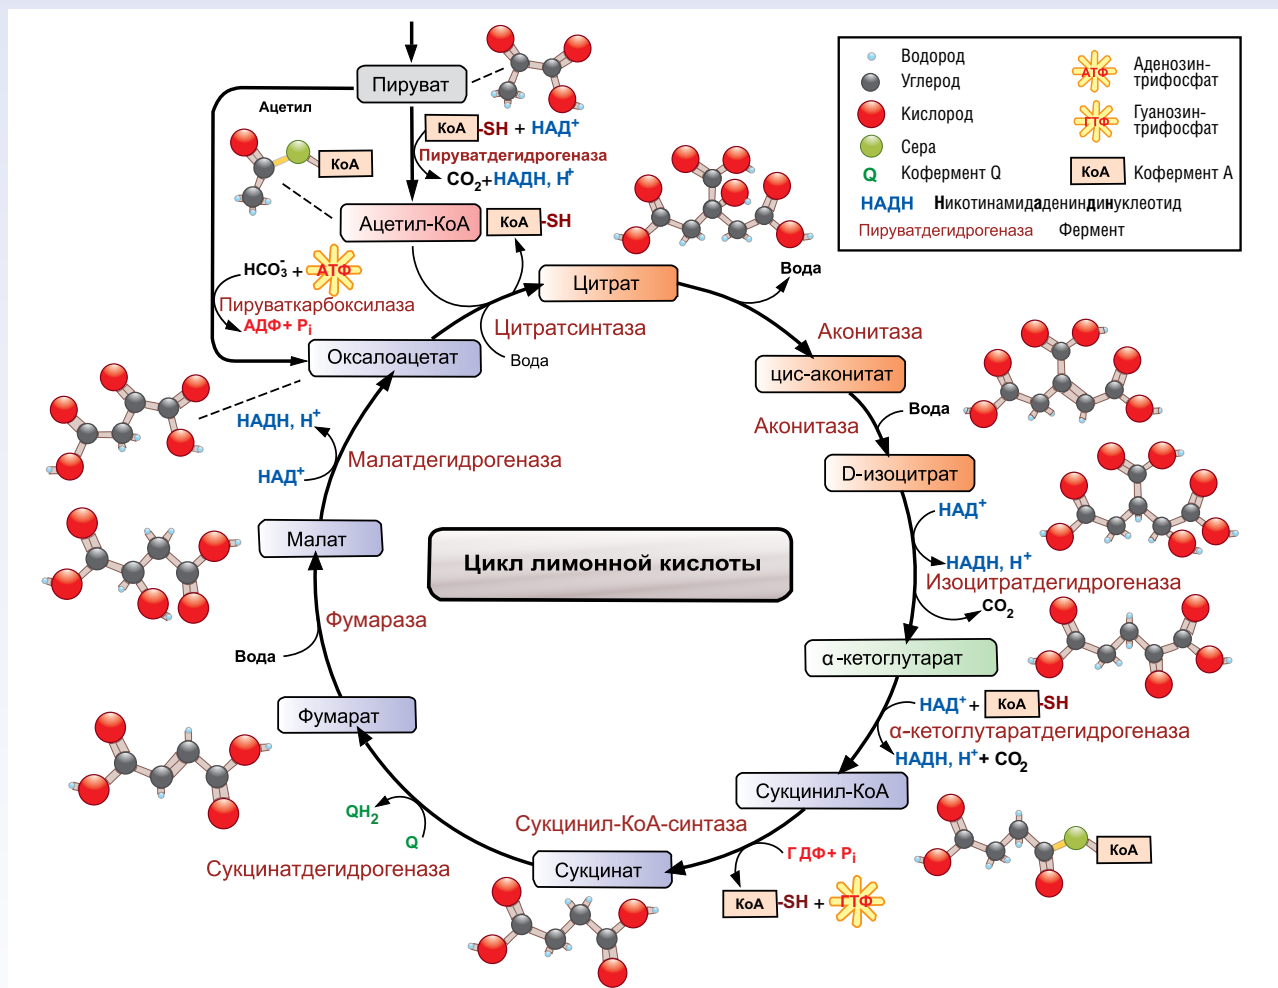 Пируват
Ацетил
КоА-SH + НАД+
Пируватдегидрогеназа
CO2+НАДН, H+
КоА
Ацетил-КоА
КоА-SH
HCO3- + АТФ
Пируваткарбоксилаза
АДФ+ Pi
Цитрат
Вода
Цитратсинтаза
Вода
Аконитаза
Оксалоацетат
цис-аконитат
Вода
Аконитаза
НАДН, H+
Малатдегидрогеназа
НАД+
D-изоцитрат
НАД+
Малат
Цикл лимонной кислоты
НАДН, H+
Изоцитратдегидрогеназа
CO2
Фумараза
Вода
α-кетоглутарат
Фумарат
НАД+ + КоА-SH
α-кетоглутаратдегидрогеназа
НАДН, H+ + CO2
Сукцинил-КоА
QH2
Q
Сукцинатдегидрогеназа
Сукцинил-КоА-синтаза
ГДФ+ Pi
Сукцинат
КоА-SH + ГТФ
КоА
Водород
Углерод
Кислород
Сера
Q Кофермент Q
АТФ Аденозин-
трифосфат
ГТФ Гуанозин-
трифосфат
КоА Кофермент А
НАДН Никотинамидадениндинуклеотид
Пируватдегидрогеназа Фермент